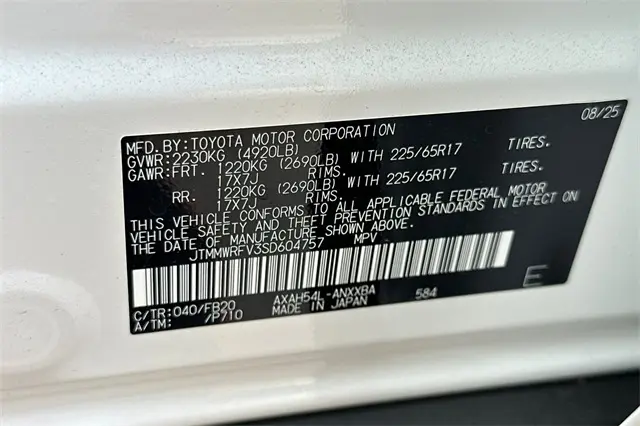 08/25
MFD.BY:TOYOTA MOTOR CORPORATION
GVWR:2230KG (4920LB)
GAWR:FRT. 1220KG (2690LB) WITH 225/65R17 TIRES.
17X7J RIMS.
RR: 1220KG (2690LB) WITH 225/65R17 TIRES.
17X7J RIMS.
THIS VEHICLE CONFORMS TO ALL APPLICABLE FEDERAL MOTOR
VEHICLE SAFETY AND THEFT PREVENTION STANDARDS IN EFFECT ON
THE DATE OF MANUFACTURE SHOWN ABOVE.
JTMMWRFV3SD604757 MPV
C/TR:040/FB20 AXAH54L-ANXXBA 584 E
A/TM: /P710 MADE IN JAPAN